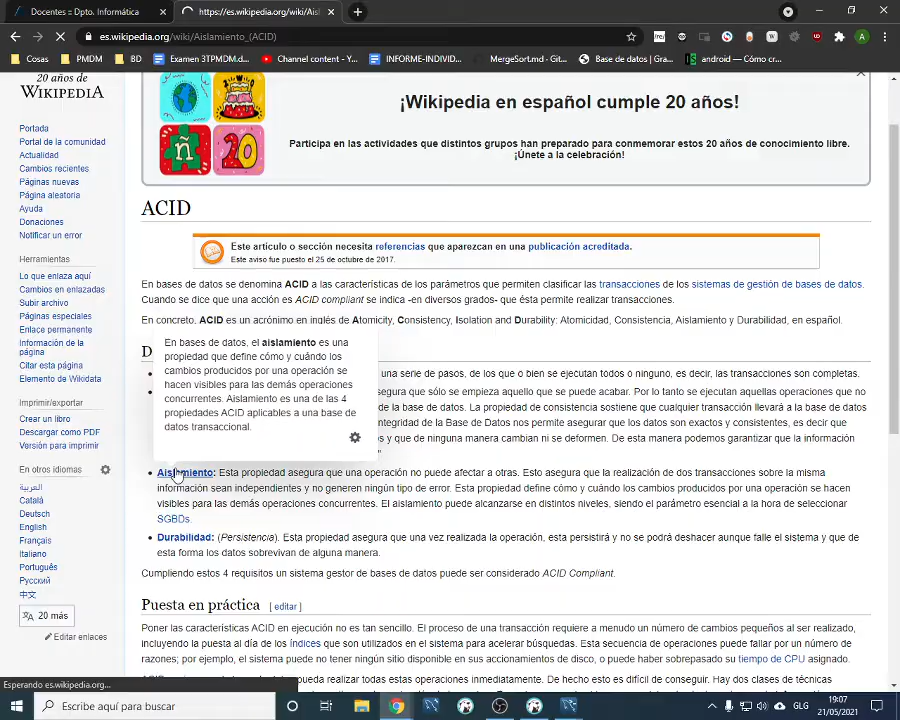 Docentes = Dpto. Informática
https://es.wikipedia.org/wiki/Aisl
es.wikipedia.org/wiki/Aislamiento_(ACID)
Cosas
PMDM
BD
Examen 3TPMDM.d...
Channel content - Y...
INFORME-INDIVID...
MergeSort.md - Git...
Base de datos | Gra...
android — Cómo cr...
20 años de
WIKIPEDIA
Portada
Portal de la comunidad
Actualidad
Cambios recientes
Páginas nuevas
Página aleatoria
Ayuda
Donaciones
Notificar un error
Herramientas
Lo que enlaza aquí
Cambios en enlazadas
Subir archivo
Páginas especiales
Enlace permanente
Información de la
página
Citar esta página
Elemento de Wikidata
Imprimir/exportar
Crear un libro
Descargar como PDF
Versión para imprimir
En otros idiomas
العربية
Català
Deutsch
English
Français
Italiano
Português
Русский
中文
20 más
Editar enlaces
ñ
20
¡Wikipedia en español cumple 20 años!
Participa en las actividades que distintos grupos han preparado para conmemorar estos 20 años de conocimiento libre.
¡Únete a la celebración!
ACID
Este artículo o sección necesita referencias que aparezcan en una publicación acreditada.
Este aviso fue puesto el 25 de octubre de 2017.
En bases de datos se denomina ACID a las características de los parámetros que permiten clasificar las transacciones de los sistemas de gestión de bases de datos.
Cuando se dice que una acción es ACID compliant se indica -en diversos grados- que ésta permite realizar transacciones.
En concreto, ACID es un acrónimo en inglés de Atomicity, Consistency, Isolation and Durability: Atomicidad, Consistencia, Aislamiento y Durabilidad, en español.
D
En bases de datos, el aislamiento es una
propiedad que define cómo y cuándo los
cambios producidos por una operación se
hacen visibles para las demás operaciones
concurrentes. Aislamiento es una de las 4
propiedades ACID aplicables a una base de
datos transaccional.
una serie de pasos, de los que o bien se ejecutan todos o ninguno, es decir, las transacciones son completas.
segura que sólo se empieza aquello que se puede acabar. Por lo tanto se ejecutan aquellas operaciones que no
de la base de datos. La propiedad de consistencia sostiene que cualquier transacción llevará a la base de datos
ntegridad de la Base de Datos nos permite asegurar que los datos son exactos y consistentes, es decir que
s y que de ninguna manera cambian ni se deforman. De esta manera podemos garantizar que la información
"
Aislamiento: Esta propiedad asegura que una operación no puede afectar a otras. Esto asegura que la realización de dos transacciones sobre la misma
información sean independientes y no generen ningún tipo de error. Esta propiedad define cómo y cuándo los cambios producidos por una operación se hacen
visibles para las demás operaciones concurrentes. El aislamiento puede alcanzarse en distintos niveles, siendo el parámetro esencial a la hora de seleccionar
SGBDs.
Durabilidad: (Persistencia). Esta propiedad asegura que una vez realizada la operación, esta persistirá y no se podrá deshacer aunque falle el sistema y que de
esta forma los datos sobrevivan de alguna manera.
Cumpliendo estos 4 requisitos un sistema gestor de bases de datos puede ser considerado ACID Compliant.
Puesta en práctica [ editar ]
Poner las características ACID en ejecución no es tan sencillo. El proceso de una transacción requiere a menudo un número de cambios pequeños al ser realizado,
incluyendo la puesta al día de los índices que son utilizados en el sistema para acelerar búsquedas. Esta secuencia de operaciones puede fallar por un número de
razones; por ejemplo, el sistema puede no tener ningún sitio disponible en sus accionamientos de disco, o puede haber sobrepasado su tiempo de CPU asignado.
pueda realizar todas estas operaciones inmediatamente. De hecho esto es difícil de conseguir. Hay dos clases de técnicas
Esperando es.wikipedia.org...
Escribe aquí para buscar
GLG
19:07
21/05/2021